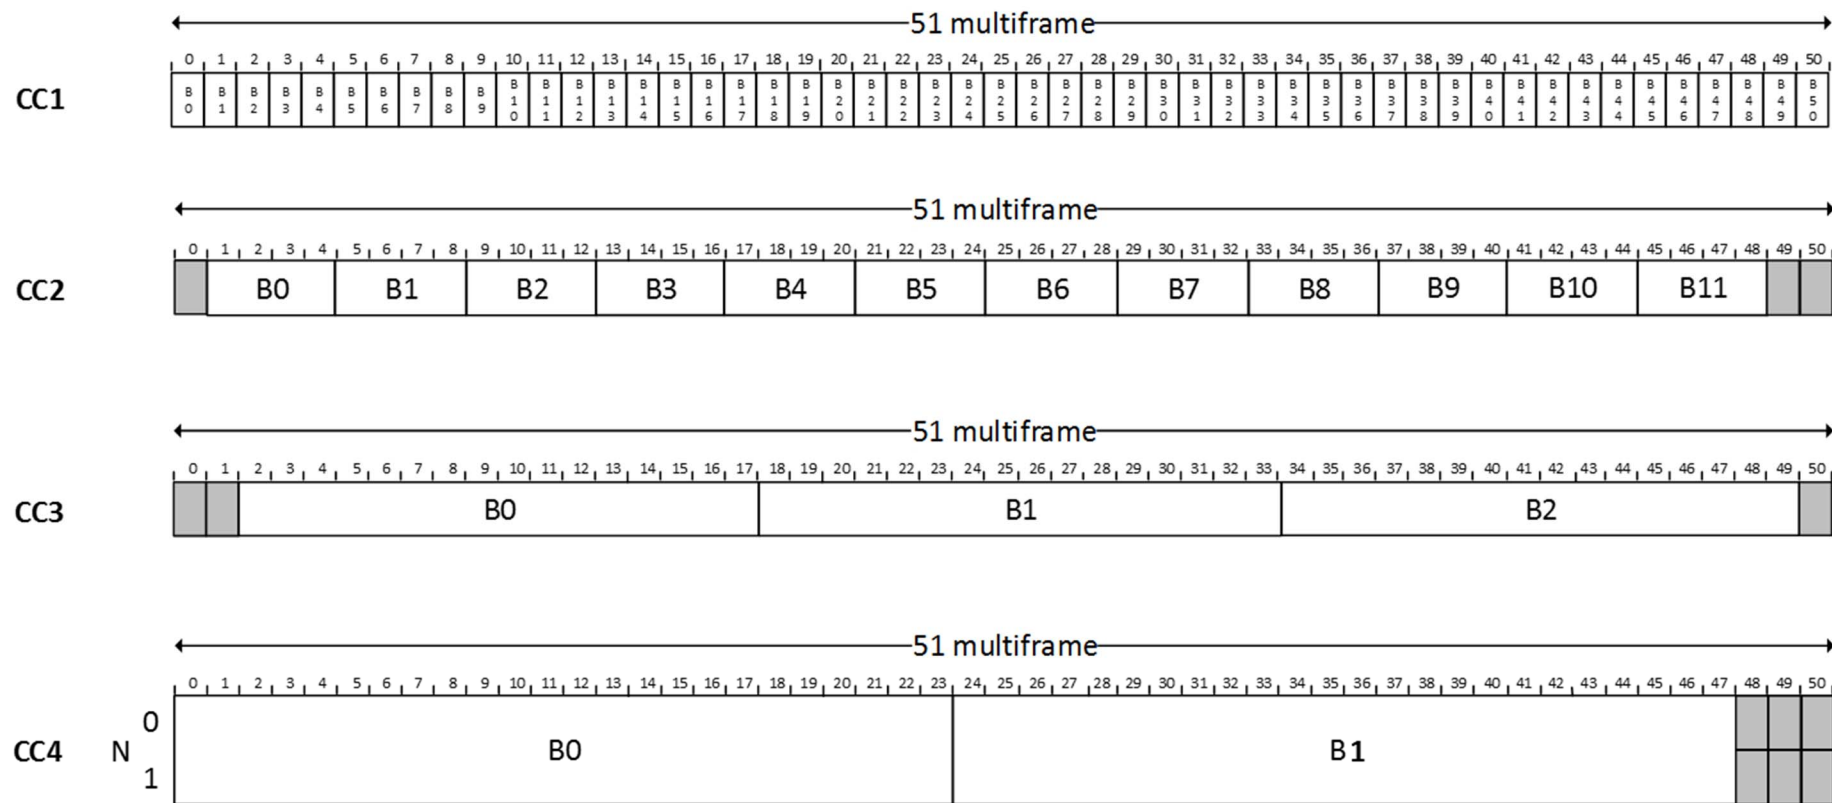 51 multiframe
0 1 2 3 4 5 6 7 8 9 10 11 12 13 14 15 16 17 18 19 20 21 22 23 24 25 26 27 28 29 30 31 32 33 34 35 36 37 38 39 40 41 42 43 44 45 46 47 48 49 50
CC1 B0 B1 B2 B3 B4 B5 B6 B7 B8 B9 B10 B11 B12 B13 B14 B15 B16 B17 B18 B19 B20 B21 B22 B23 B24 B25 B26 B27 B28 B29 B30 B31 B32 B33 B34 B35 B36 B37 B38 B39 B40 B41 B42 B43 B44 B45 B46 B47 B48 B49 B50
51 multiframe
0 1 2 3 4 5 6 7 8 9 10 11 12 13 14 15 16 17 18 19 20 21 22 23 24 25 26 27 28 29 30 31 32 33 34 35 36 37 38 39 40 41 42 43 44 45 46 47 48 49 50
CC2 B0 B1 B2 B3 B4 B5 B6 B7 B8 B9 B10 B11
51 multiframe
0 1 2 3 4 5 6 7 8 9 10 11 12 13 14 15 16 17 18 19 20 21 22 23 24 25 26 27 28 29 30 31 32 33 34 35 36 37 38 39 40 41 42 43 44 45 46 47 48 49 50
CC3 B0 B1 B2
51 multiframe
0 1 2 3 4 5 6 7 8 9 10 11 12 13 14 15 16 17 18 19 20 21 22 23 24 25 26 27 28 29 30 31 32 33 34 35 36 37 38 39 40 41 42 43 44 45 46 47 48 49 50
0
CC4 N B0 B1
1